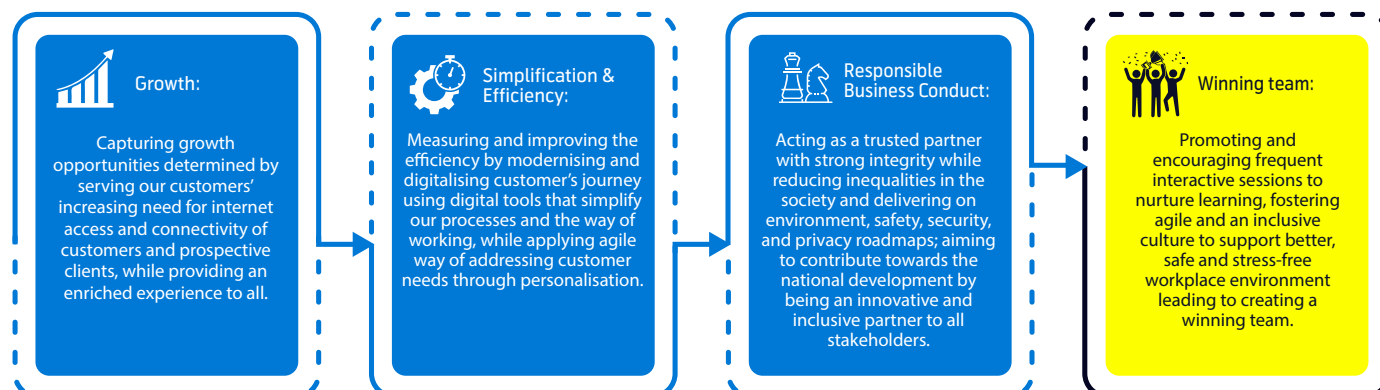 Growth:
Capturing growth
opportunities determined by
serving our customers’
increasing need for internet
access and connectivity of
customers and prospective
clients, while providing an
enriched experience to all.
Simplification &
Efficiency:
Measuring and improving the
efficiency by modernising and
digitalising customer’s journey
using digital tools that simplify
our processes and the way of
working, while applying agile
way of addressing customer
needs through personalisation.
Responsible
Business Conduct:
Acting as a trusted partner
with strong integrity while
reducing inequalities in the
society and delivering on
environment, safety, security,
and privacy roadmaps; aiming
to contribute towards the
national development by
being an innovative and
inclusive partner to all
stakeholders.
Winning team:
Promoting and
encouraging frequent
interactive sessions to
nurture learning, fostering
agile and an inclusive
culture to support better,
safe and stress-free
workplace environment
leading to creating a
winning team.